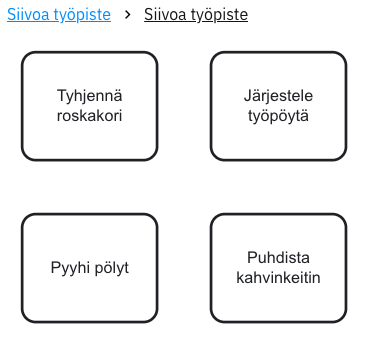 Siivoa työpiste > Siivoa työpiste
Tyhjennä
roskakori
Järjestele
työpöytä
Pyyhi pölyt
Puhdista
kahvinkeitin